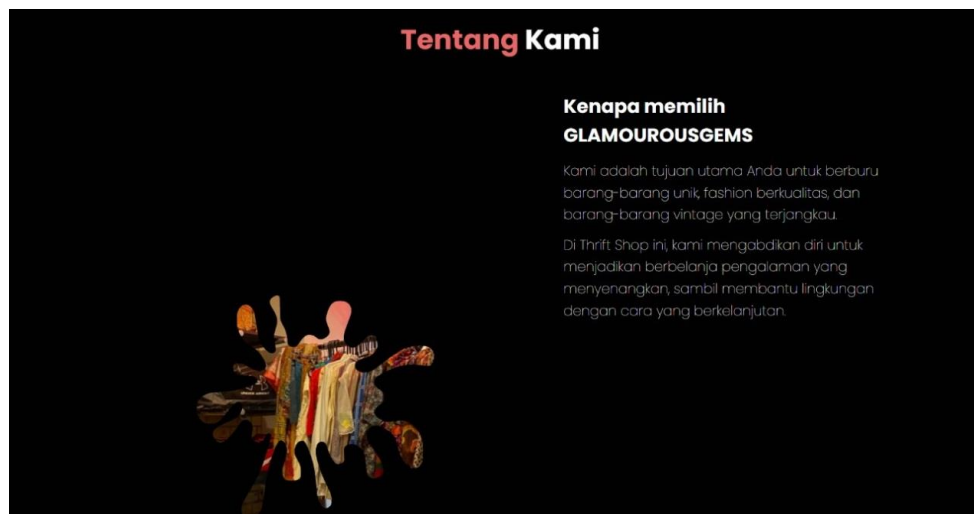 Tentang Kami
Kenapa memilih
GLAMOUROUSGEMS
Kami adalah tujuan utama Anda untuk berburu
barang-barang unik, fashion berkualitas, dan
barang-barang vintage yang terjangkau.
Di Thrift Shop ini, kami mengabdikan diri untuk
menjadikan berbelanja pengalaman yang
menyenangkan, sambil membantu lingkungan
dengan cara yang berkelanjutan.